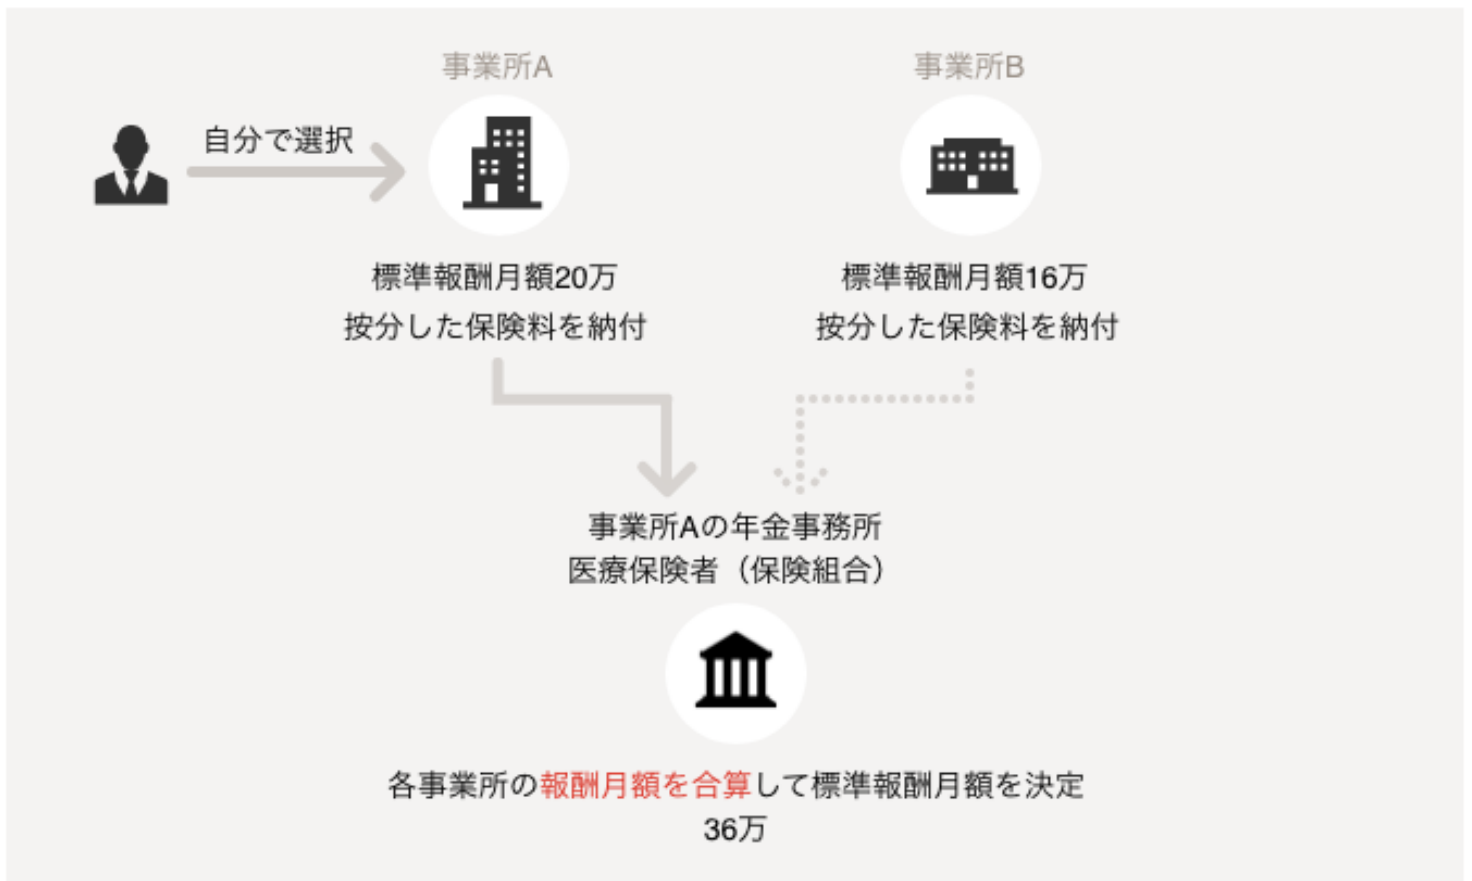 事業所A
事業所B
自分で選択
標準報酬月額20万
按分した保険料を納付
標準報酬月額16万
按分した保険料を納付
事業所Aの年金事務所
医療保険者（保険組合）
各事業所の報酬月額を合算して標準報酬月額を決定
36万